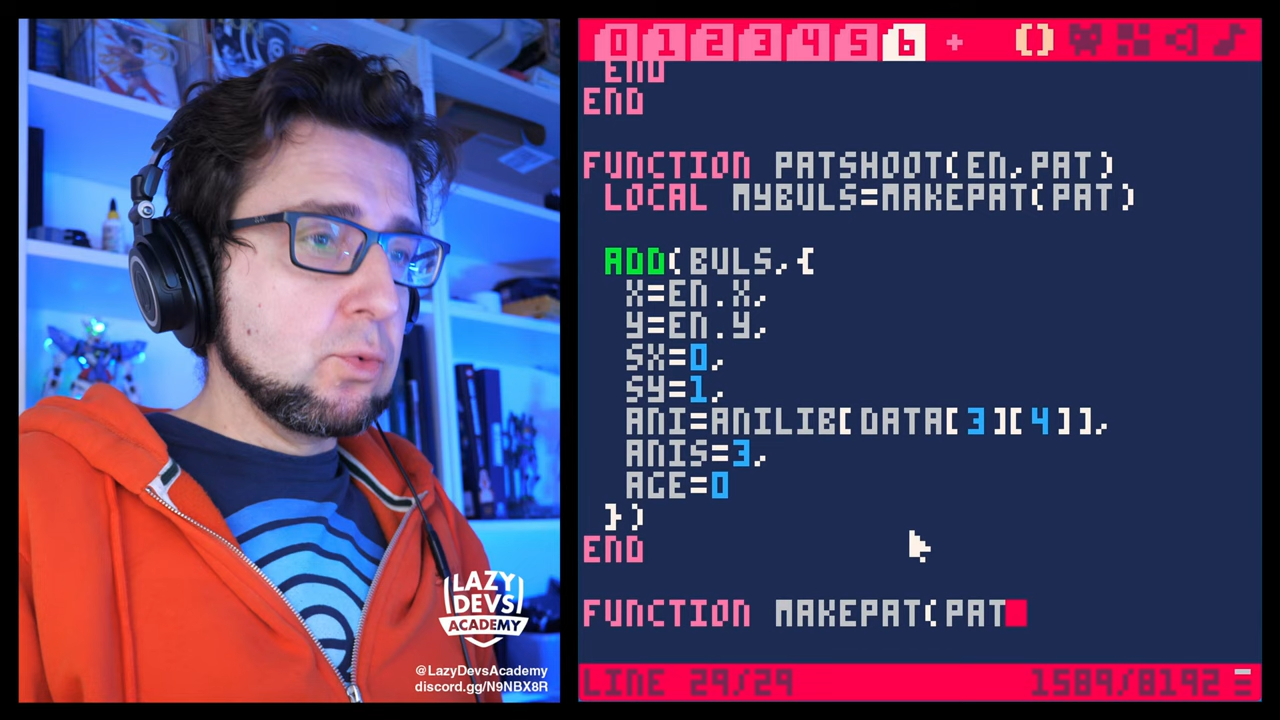 LAZY
DEVS
ACADEMY
@LazyDevsAcademy
discord.gg/N9NBX8R
0 1 2 3 4 5 6 +
END
END
FUNCTION PATSHOOT(EN,PAT)
LOCAL MYBULS=MAKEPAT(PAT)
ADD(BULS,{
X=EN.X,
Y=EN.Y,
SX=0,
SY=1,
ANI=ANILIB[DATA[3][4]],
ANIS=3,
AGE=0
})
END
FUNCTION MAKEPAT(PAT
LINE 29/29 1589/8192